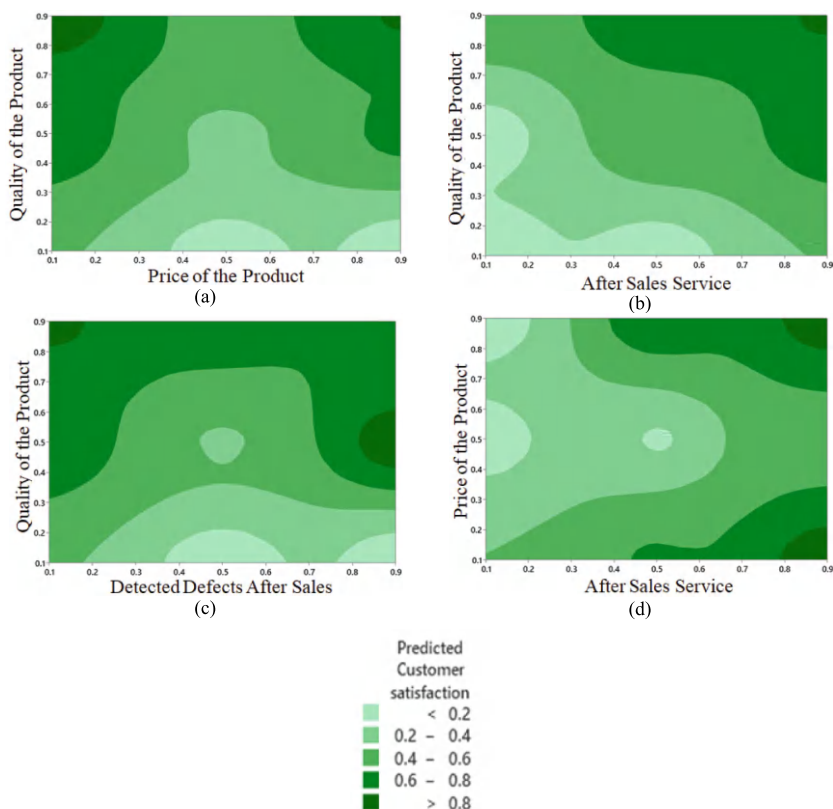 0.9
0.8
0.7
0.6
0.5
0.4
0.3
0.2
0.1
Quality of the Product
0.1 0.2 0.3 0.4 0.5 0.6 0.7 0.8 0.9
Price of the Product
(a)
0.9
0.8
0.7
0.6
0.5
0.4
0.3
0.2
0.1
Quality of the Product
0.1 0.2 0.3 0.4 0.5 0.6 0.7 0.8 0.9
After Sales Service
(b)
0.9
0.8
0.7
0.6
0.5
0.4
0.3
0.2
0.1
Quality of the Product
0.1 0.2 0.3 0.4 0.5 0.6 0.7 0.8 0.9
Detected Defects After Sales
(c)
0.9
0.8
0.7
0.6
0.5
0.4
0.3
0.2
0.1
Price of the Product
0.1 0.2 0.3 0.4 0.5 0.6 0.7 0.8 0.9
After Sales Service
(d)
Predicted
Customer
satisfaction
< 0.2
0.2 – 0.4
0.4 – 0.6
0.6 – 0.8
> 0.8